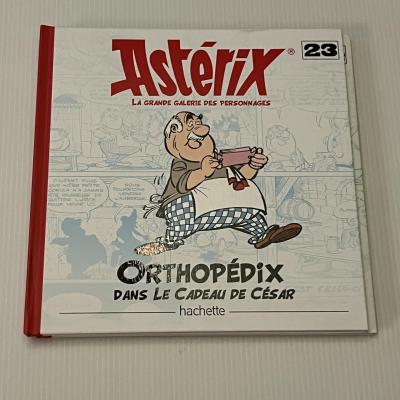 Astérix ® 23
LA GRANDE GALERIE DES PERSONNAGES
ORTHOPÉDIX
DANS LE CADEAU DE CÉSAR
hachette